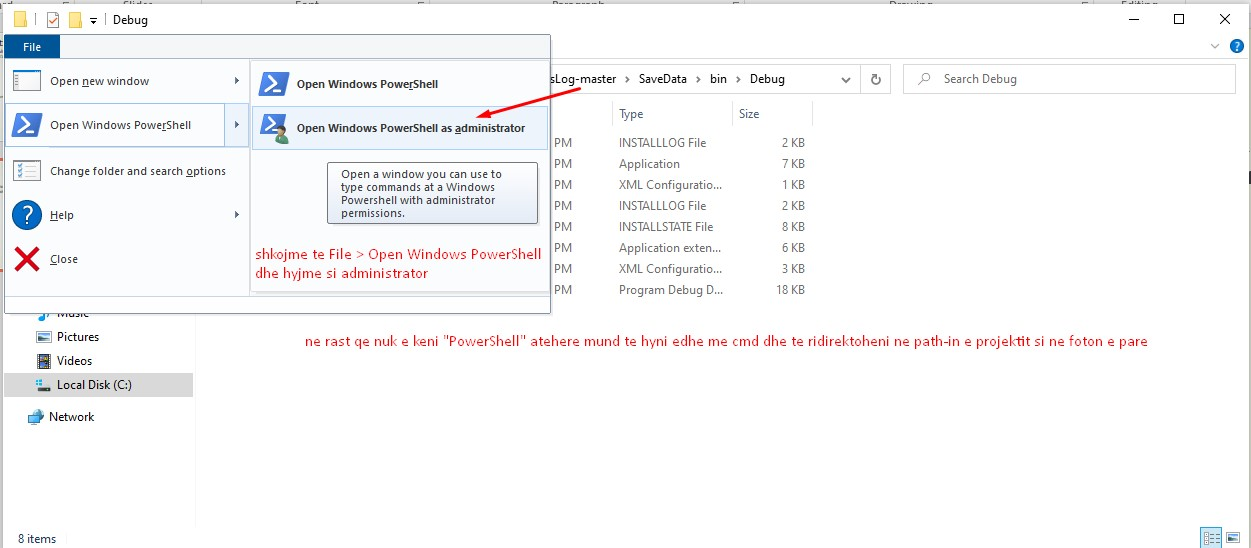 Slides
Font
Paragraph
Drawing
Editing
Debug
File
Open new window
Open Windows PowerShell
Change folder and search options
Help
Close
Open Windows PowerShell
Open Windows PowerShell as administrator
Open a window you can use to
type commands at a Windows
Powershell with administrator
permissions.
shkojme te File > Open Windows PowerShell
dhe hyjme si administrator
sLog-master > SaveData > bin > Debug
Search Debug
Type Size
PM INSTALLLOG File 2 KB
PM Application 7 KB
PM XML Configuratio... 1 KB
PM INSTALLLOG File 2 KB
PM INSTALLSTATE File 8 KB
PM Application exten... 6 KB
PM XML Configuratio... 3 KB
PM Program Debug D... 18 KB
Music
Pictures
Videos
Local Disk (C:)
Network
ne rast qe nuk e keni "PowerShell" atehere mund te hyni edhe me cmd dhe te ridirektoheni ne path-in e projektit si ne foton e pare
8 items